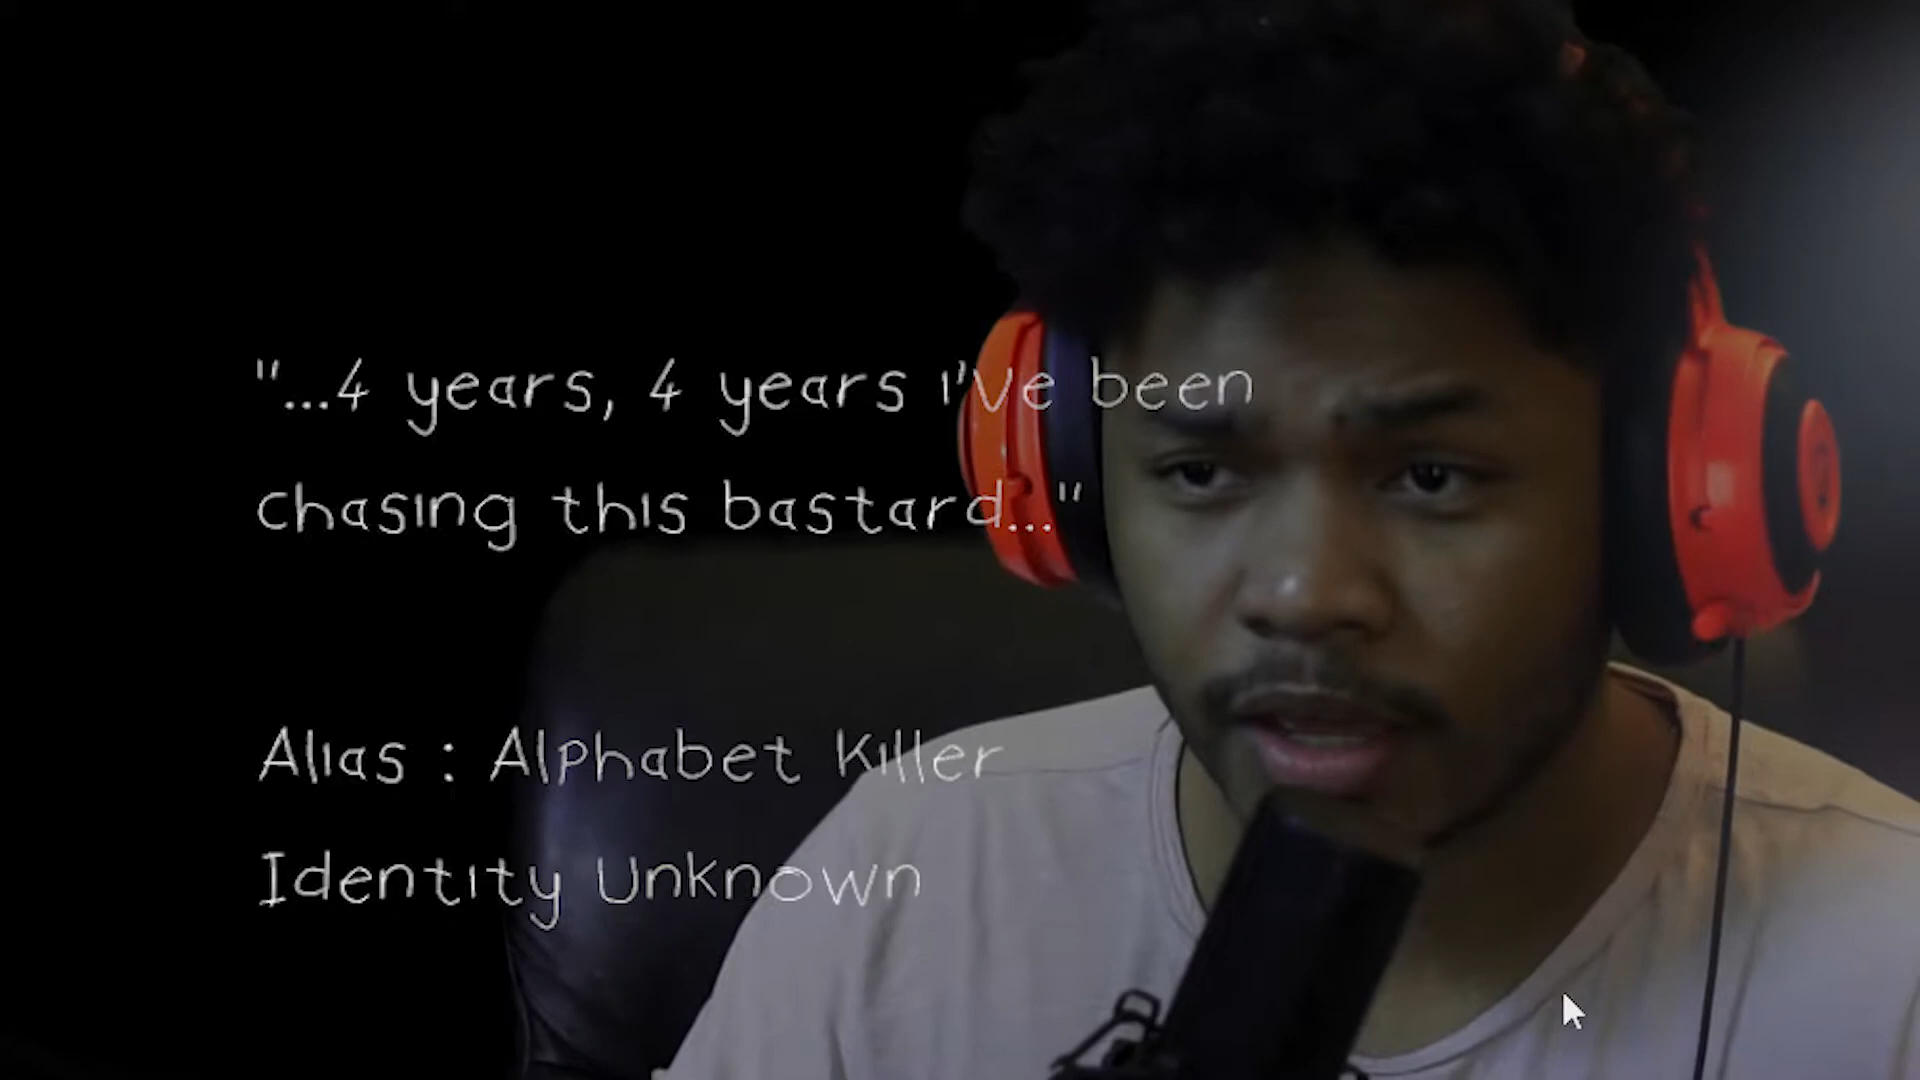 "...4 years, 4 years I've been
chasing this bastard..."
Alias : Alphabet Killer
Identity Unknown